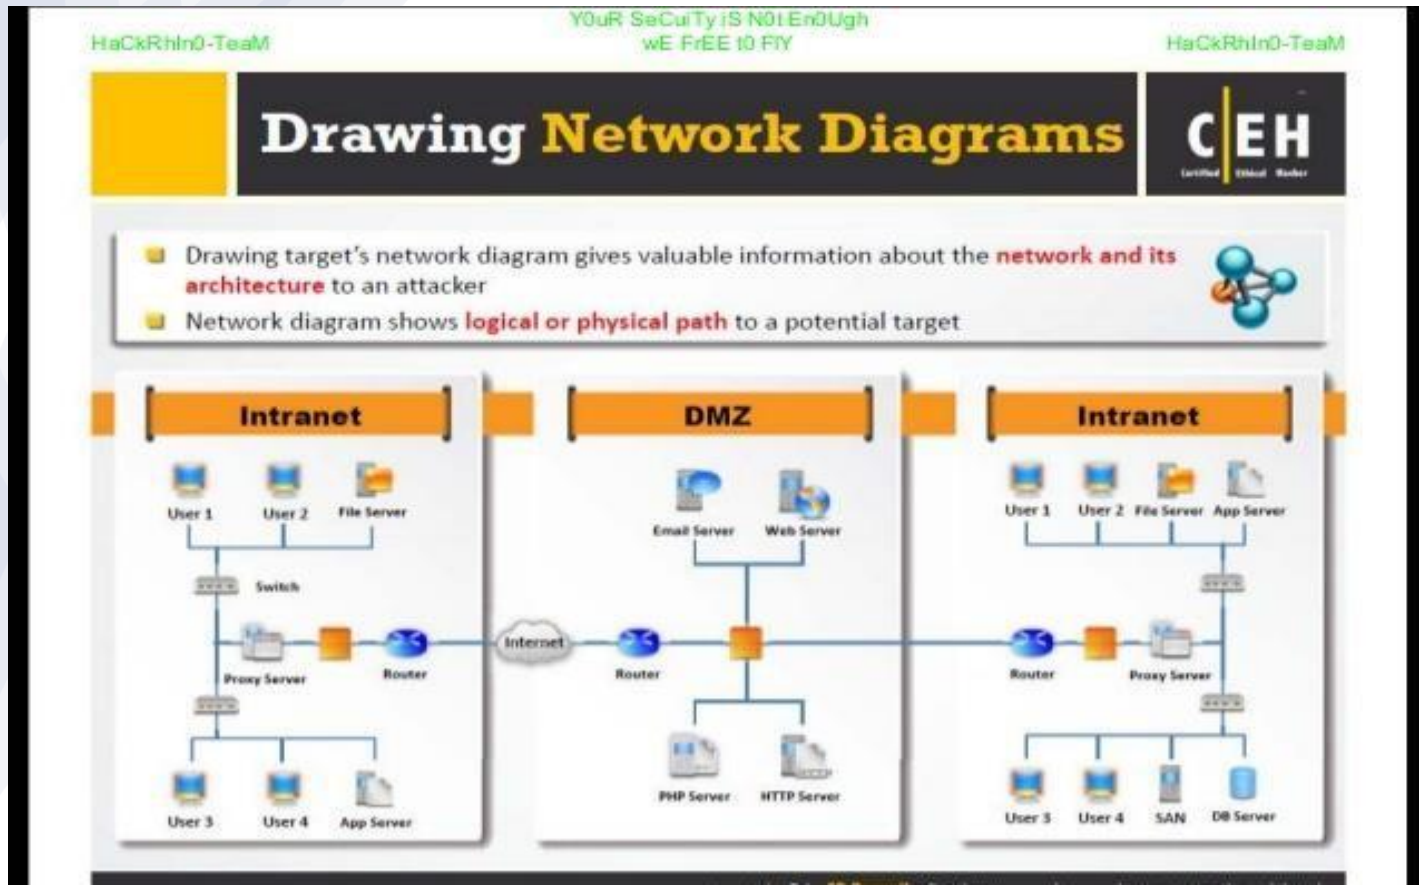 Y0uR SeCuiTy iS N0t En0Ugh
HaCkRhIn0-TeaM
wE FrEE t0 FlY
HaCkRhIn0-TeaM
Drawing Network Diagrams
C EH
Certified Ethical Hacker
Drawing target's network diagram gives valuable information about the network and its
architecture to an attacker
Network diagram shows logical or physical path to a potential target
Intranet
User 1 User 2 File Server
Switch
Proxy Server
Router
User 3 User 4 App Server
Internet
DMZ
Email Server Web Server
Router
PHP Server HTTP Server
Intranet
User 1 User 2 File Server App Server
Router
Proxy Server
User 3 User 4 SAN DB Server